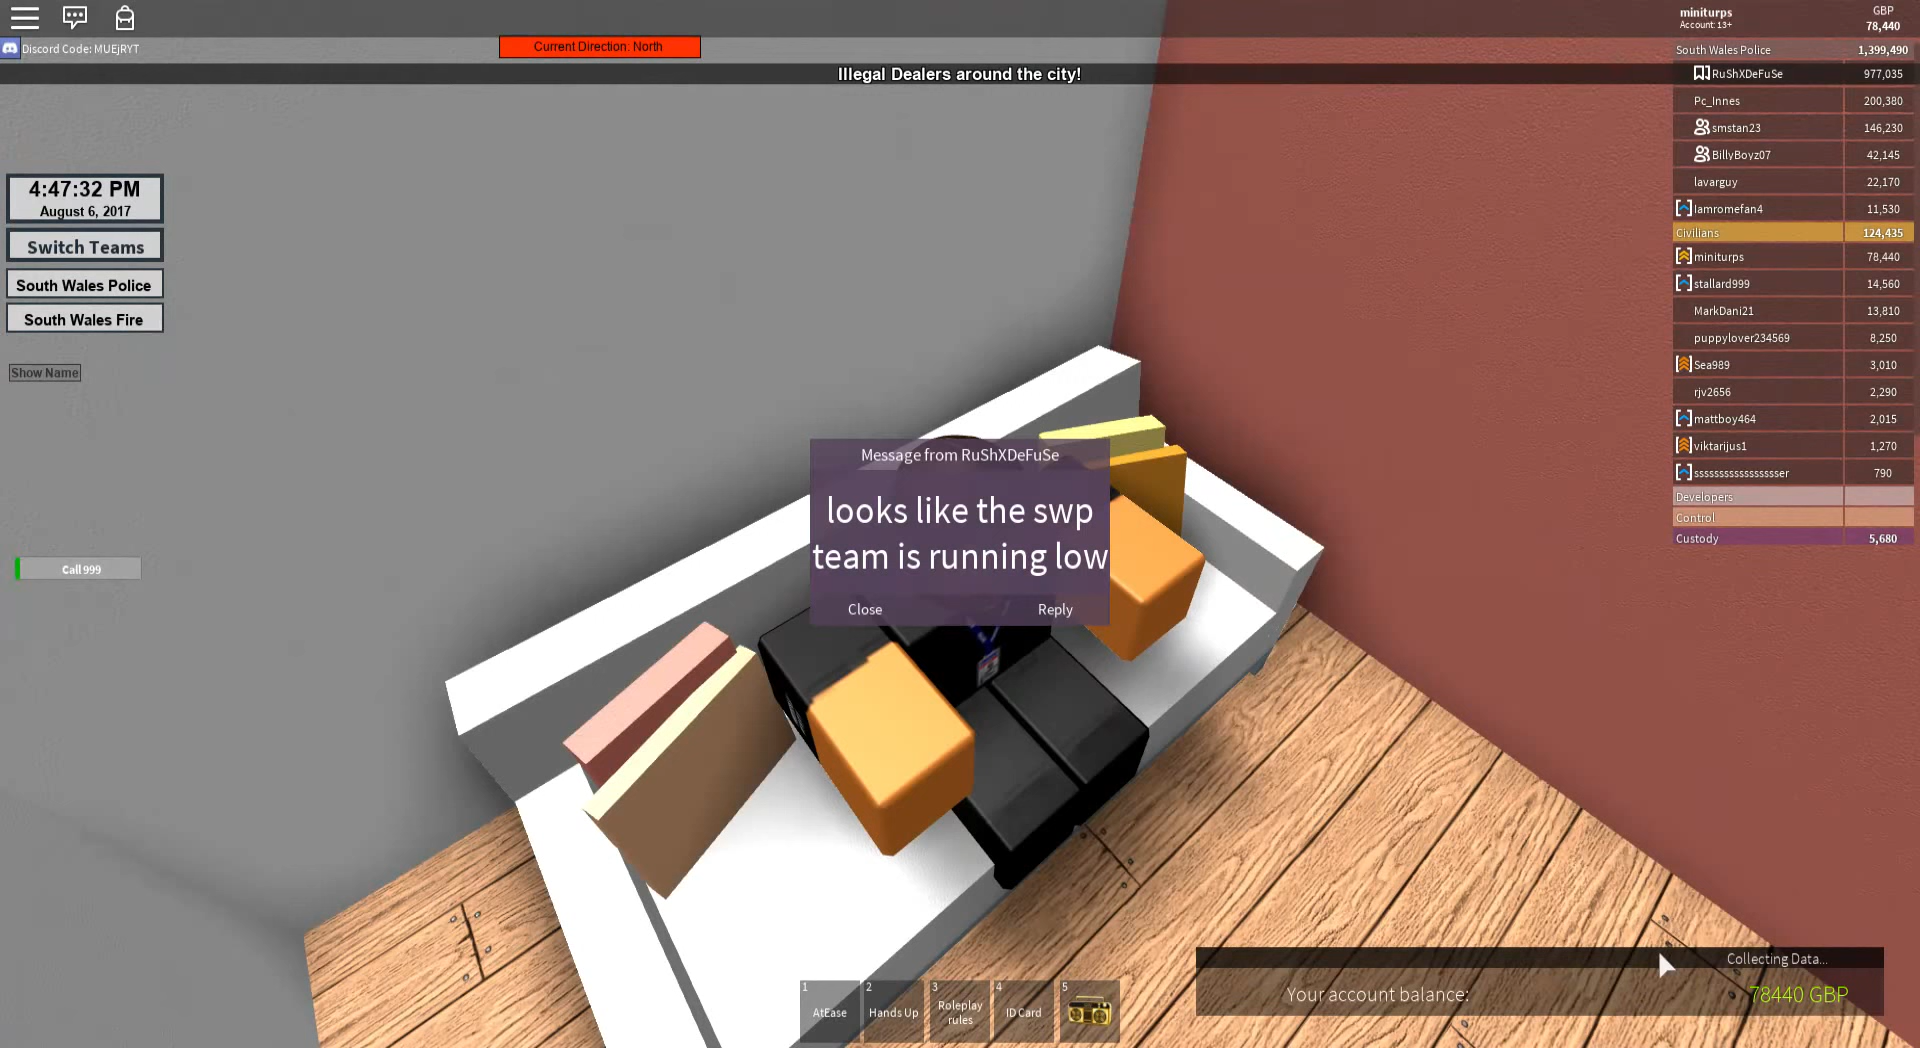 miniturps
Account: 13+
GBP
78,440
Discord Code: MUEjRYT
Current Direction: North
Illegal Dealers around the city!
South Wales Police 1,399,490
RuShXDeFuSe 977,035
Pc_Innes 200,380
smstan23 146,230
BillyBoyz07 42,145
lavarguy 22,170
Iamromefan4 11,530
Civilians 124,435
miniturps 78,440
stallard999 14,560
MarkDani21 13,810
puppylover234569 8,250
Sea989 3,010
rjv2656 2,290
mattboy464 2,015
viktarijus1 1,270
sssssssssssssssssser 790
Developers
Control
Custody 5,680
4:47:32 PM
August 6, 2017
Switch Teams
South Wales Police
South Wales Fire
Show Name
Call 999
Message from RuShXDeFuSe
looks like the swp
team is running low
Close Reply
1 AtEase
2 Hands Up
3 Roleplay
rules
4 ID Card
5
Collecting Data...
Your account balance: 78440 GBP